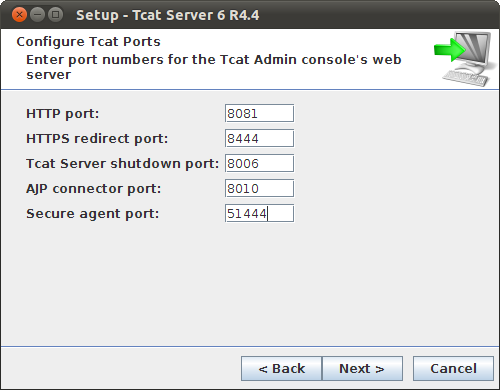 Setup - Tcat Server 6 R4.4
Configure Tcat Ports
Enter port numbers for the Tcat Admin console's web
server
HTTP port: 8081
HTTPS redirect port: 8444
Tcat Server shutdown port: 8006
AJP connector port: 8010
Secure agent port: 51444
< Back Next > Cancel